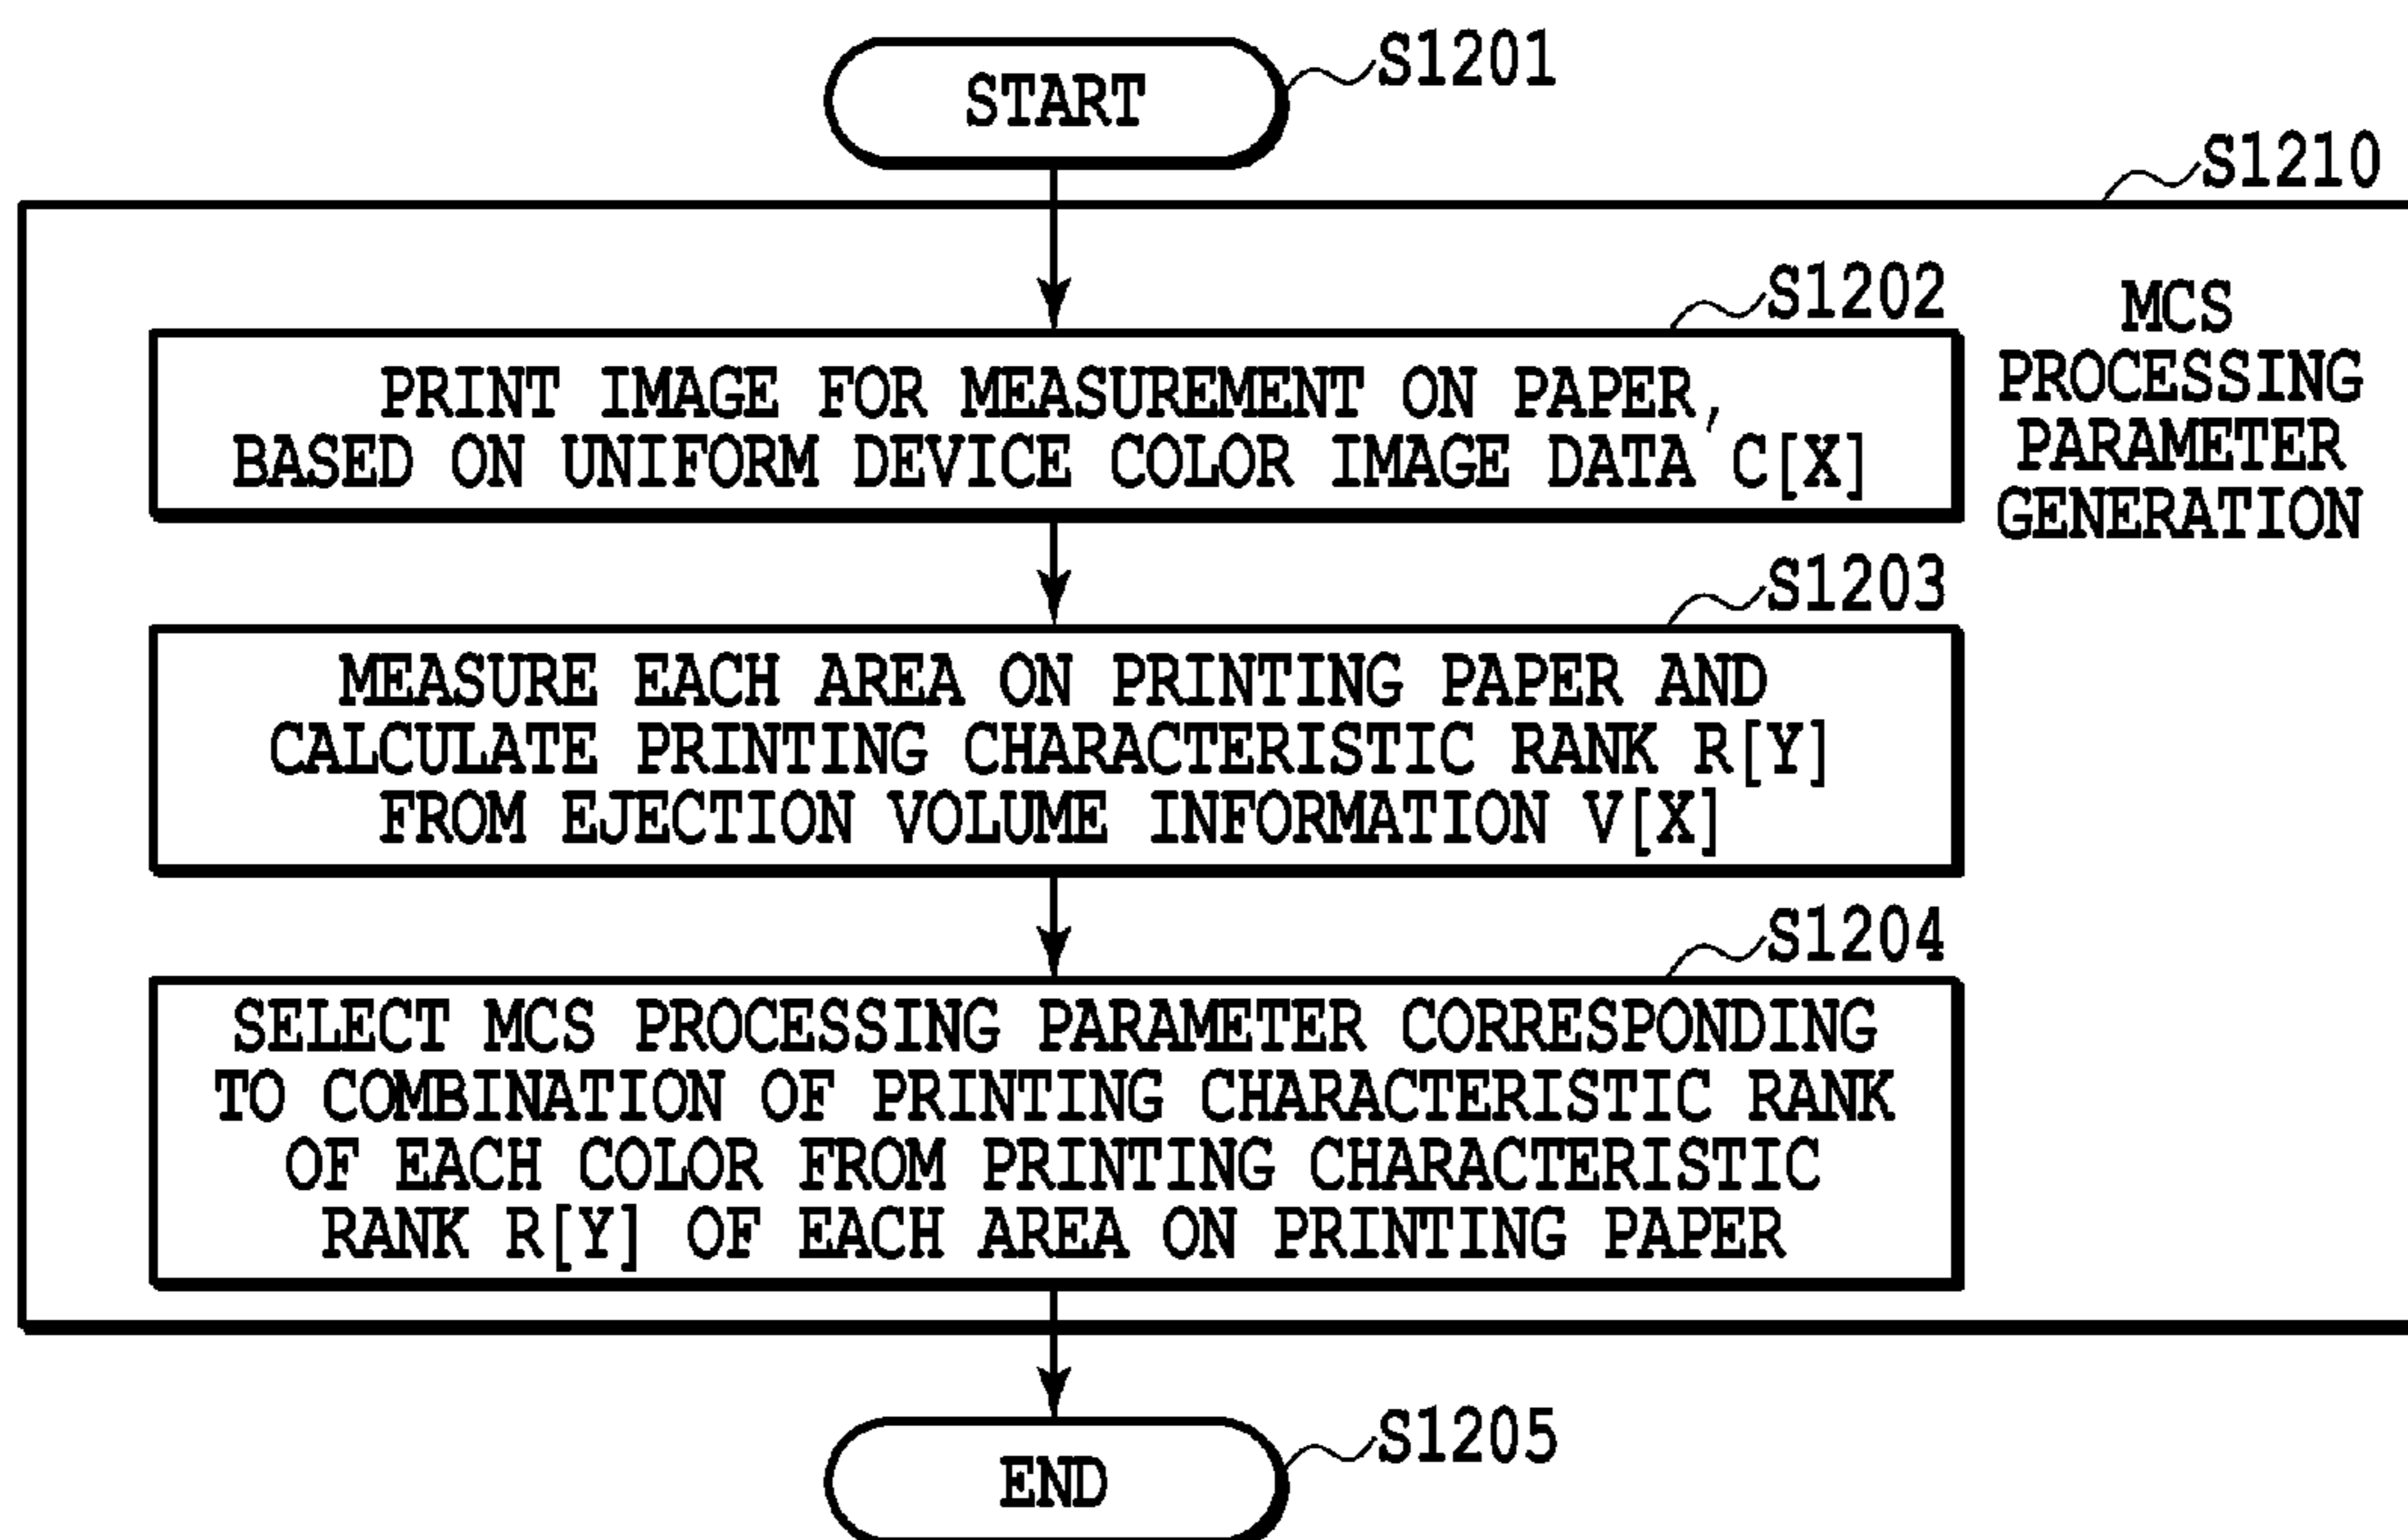 START
S1201
S1210
S1202
PRINT IMAGE FOR MEASUREMENT ON PAPER,
BASED ON UNIFORM DEVICE COLOR IMAGE DATA C[X]
MCS
PROCESSING
PARAMETER
GENERATION
S1203
MEASURE EACH AREA ON PRINTING PAPER AND
CALCULATE PRINTING CHARACTERISTIC RANK R[Y]
FROM EJECTION VOLUME INFORMATION V[X]
S1204
SELECT MCS PROCESSING PARAMETER CORRESPONDING
TO COMBINATION OF PRINTING CHARACTERISTIC RANK
OF EACH COLOR FROM PRINTING CHARACTERISTIC
RANK R[Y] OF EACH AREA ON PRINTING PAPER
END
S1205